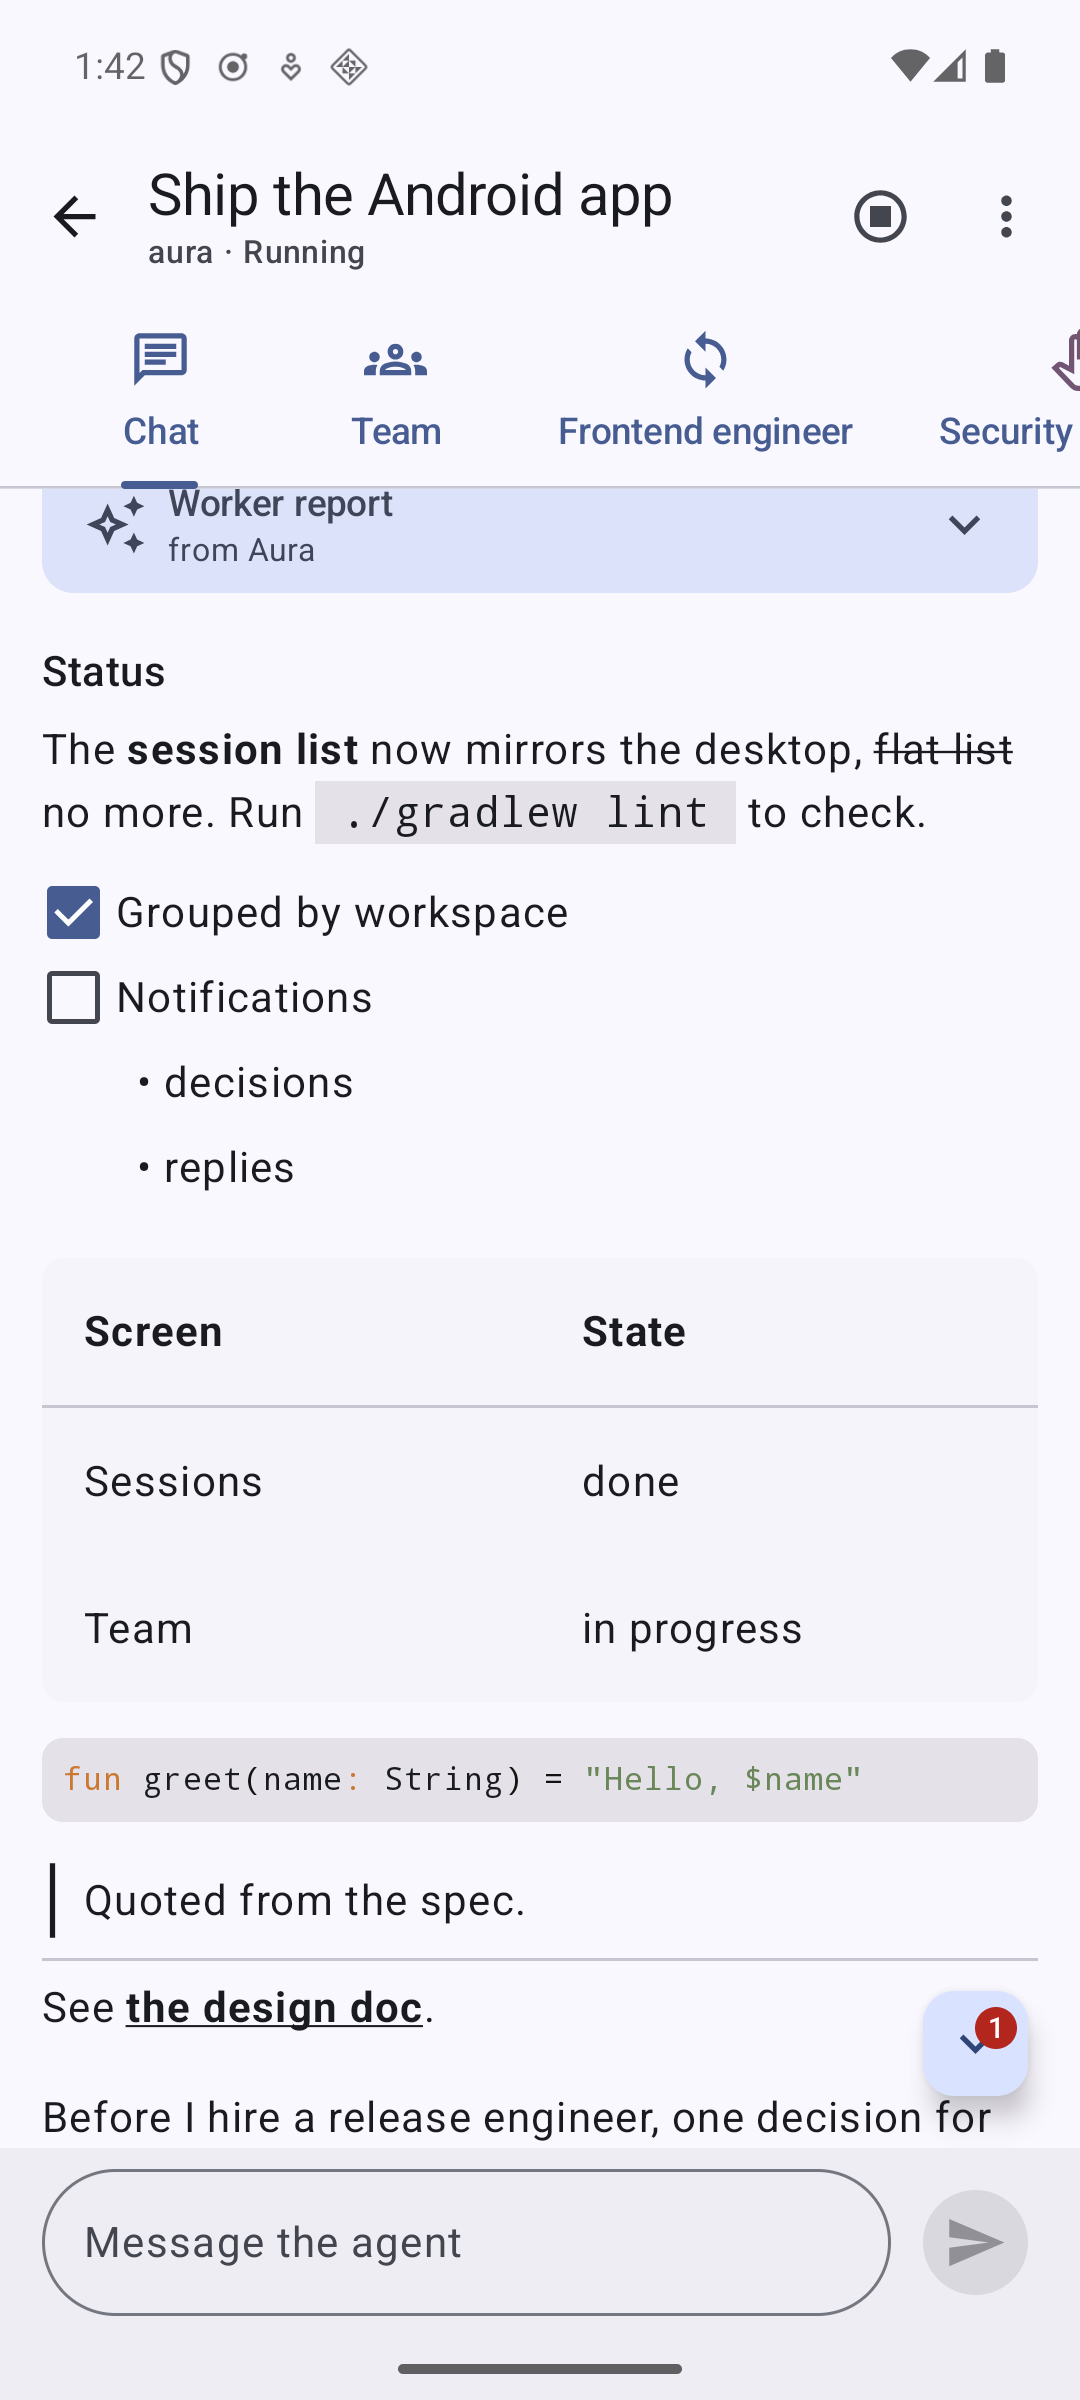 1:42
Ship the Android app
aura · Running
Chat
Team
Frontend engineer
Security
Worker report
from Aura
Status
The session list now mirrors the desktop, flat list
no more. Run ./gradlew lint to check.
Grouped by workspace
Notifications
• decisions
• replies
Screen State
Sessions done
Team in progress
fun greet(name: String) = "Hello, $name"
Quoted from the spec.
See the design doc.
1
Before I hire a release engineer, one decision for
Message the agent